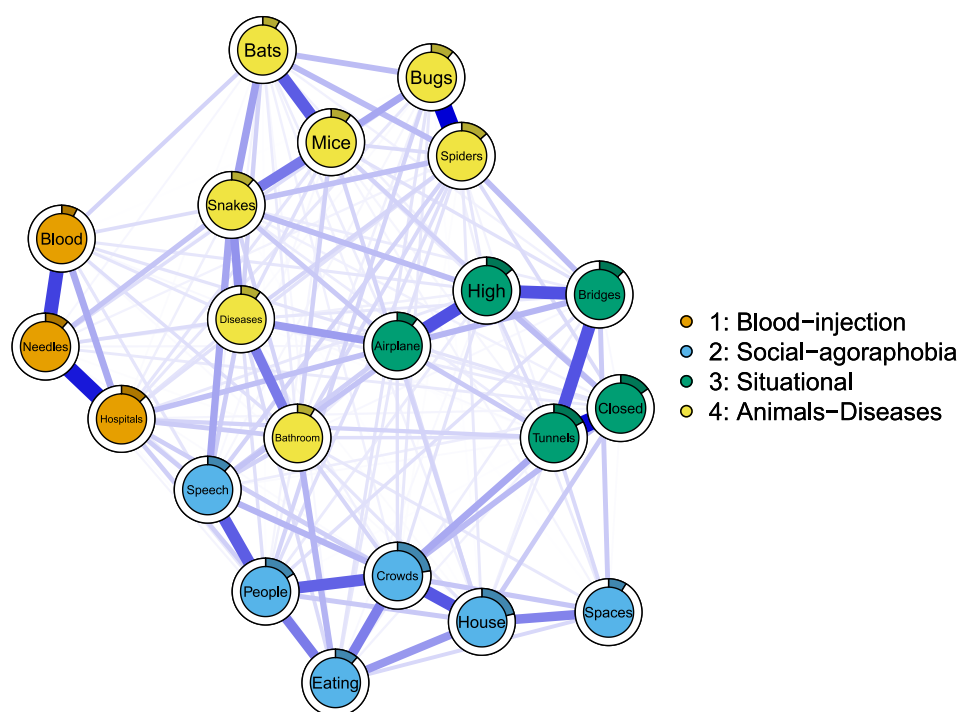 Bats
Bugs
Mice
Spiders
Snakes
Blood
High
Bridges
Diseases
Needles
Airplane
Closed
Hospitals
Bathroom
Tunnels
Speech
Crowds
People
House
Spaces
Eating
1: Blood−injection
2: Social−agoraphobia
3: Situational
4: Animals−Diseases